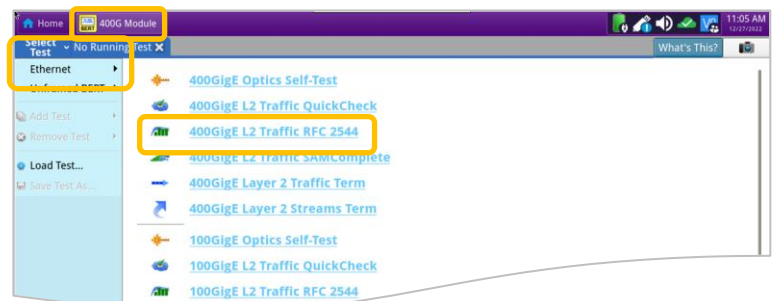 Home 400G Module 11:05 AM
12/27/2022
Select Test No Running Test What's This?
Ethernet
Unframed BERT
Add Test
Remove Test
Load Test...
Save Test As...
400GigE Optics Self-Test
400GigE L2 Traffic QuickCheck
400GigE L2 Traffic RFC 2544
400GigE L2 Traffic SAMComplete
400GigE Layer 2 Traffic Term
400GigE Layer 2 Streams Term
100GigE Optics Self-Test
100GigE L2 Traffic QuickCheck
100GigE L2 Traffic RFC 2544